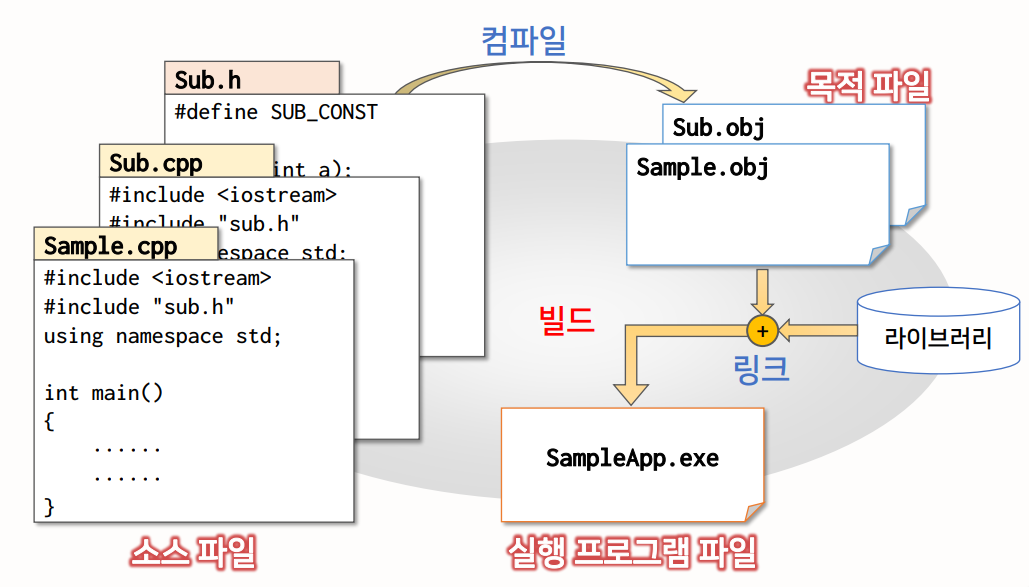 컴파일
Sub.h
#define SUB_CONST
int a);
Sub.cpp
#include <iostream>
#include "sub.h"
espace std;
Sample.cpp
#include <iostream>
#include "sub.h"
using namespace std;
int main()
{
......
......
}
소스 파일
목적 파일
Sub.obj
Sample.obj
빌드
+
링크
라이브러리
SampleApp.exe
실행 프로그램 파일